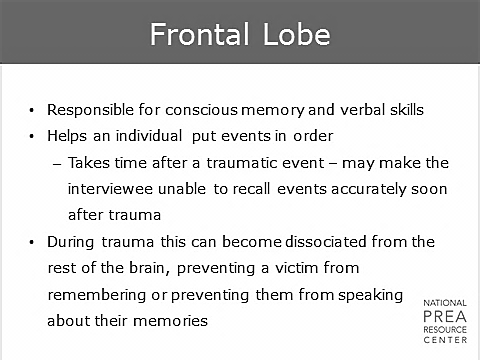 Frontal Lobe
• Responsible for conscious memory and verbal skills
• Helps an individual put events in order
– Takes time after a traumatic event – may make the
interviewee unable to recall events accurately soon
after trauma
• During trauma this can become dissociated from the
rest of the brain, preventing a victim from
remembering or preventing them from speaking
about their memories
NATIONAL
PREA
RESOURCE
CENTER